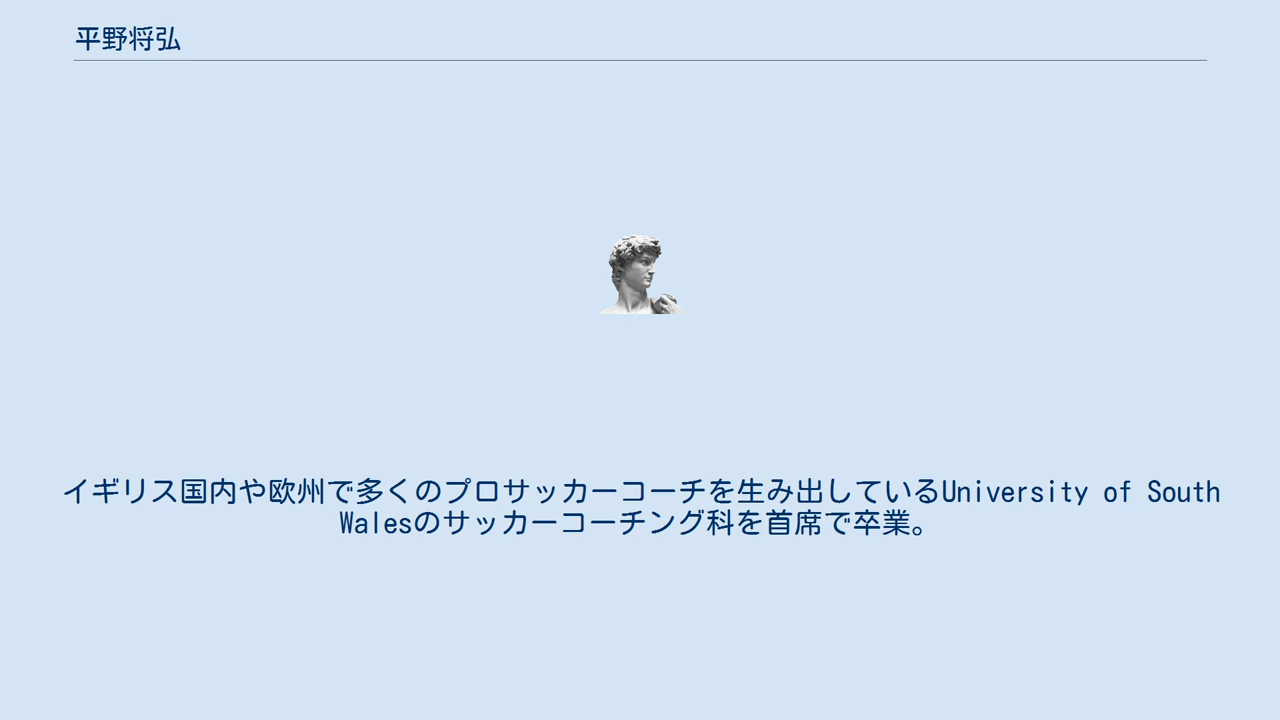 平野将弘
イギリス国内や欧州で多くのプロサッカーコーチを生み出しているUniversity of South
Walesのサッカーコーチング科を首席で卒業。